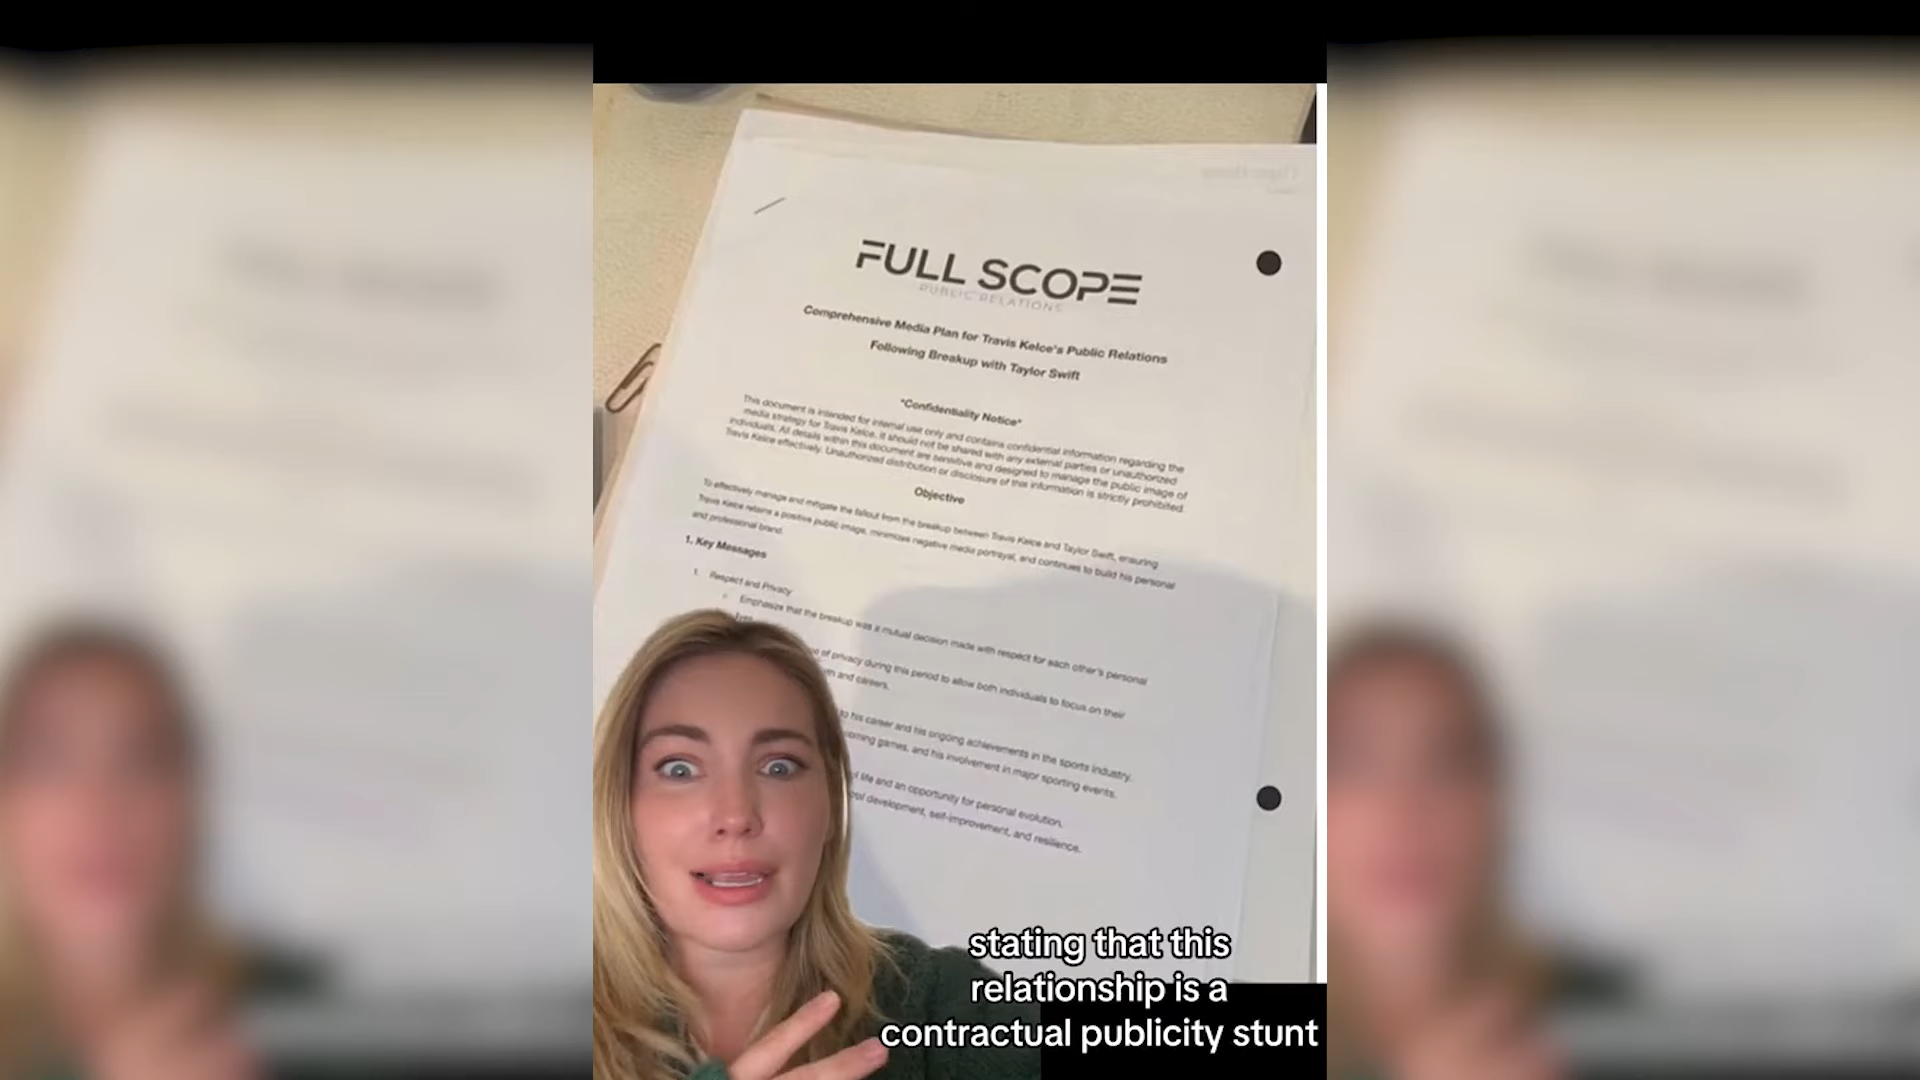 FULL SCOPE
PUBLIC RELATIONS
Comprehensive Media Plan for Travis Kelce's Public Relations
Following Breakup with Taylor Swift
*Confidentiality Notice*
This document is intended for internal use only and contains confidential information regarding the
media strategy for Travis Kelce. It should not be shared with any external parties or unauthorized
individuals. All details within this document are sensitive and designed to manage the public image of
Travis Kelce effectively. Unauthorized distribution or disclosure of this information is strictly prohibited.
Objective
To effectively manage and mitigate the fallout from the breakup between Travis Kelce and Taylor Swift, ensuring
Travis Kelce retains a positive public image, minimizes negative media portrayal, and continues to build his personal
and professional brand.
1. Key Messages
1. Respect and Privacy
Emphasize that the breakup was a mutual decision made with respect for each other's personal
of privacy during this period to allow both individuals to focus on their
and careers.
to his career and his ongoing achievements in the sports industry.
games, and his involvement in major sporting events.
life and an opportunity for personal evolution.
development, self-improvement, and resilience.
stating that this
relationship is a
contractual publicity stunt